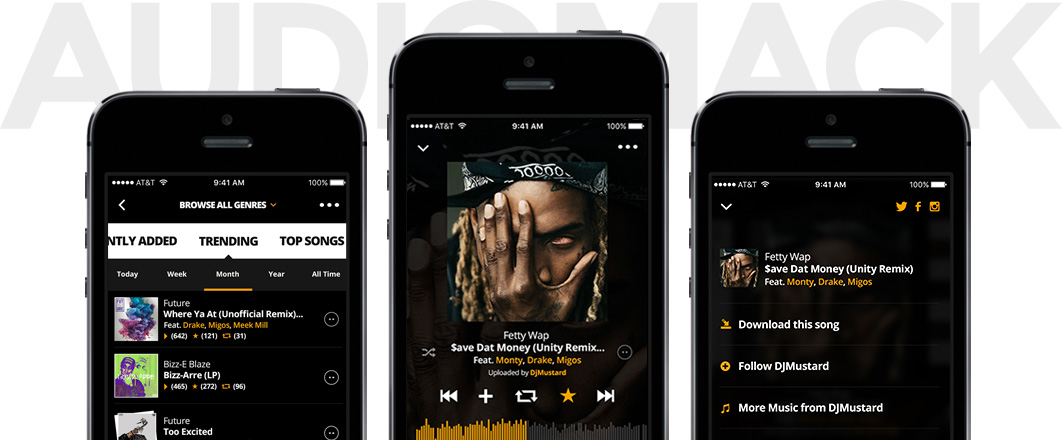 AUDIOMACK
AT&T
9:41 AM
100%
BROWSE ALL GENRES
NTLY ADDED
TRENDING
TOP SONGS
Today
Week
Month
Year
All Time
Future
Where Ya At (Unofficial Remix)...
Feat. Drake, Migos, Meek Mill
(642) (121) (31)
Bizz-E Blaze
Bizz-Arre (LP)
(465) (272) (96)
Future
Too Excited
AT&T
9:41 AM
100%
Fetty Wap
$ave Dat Money (Unity Remix...
Feat. Monty, Drake, Migos
Uploaded by DjMustard
AT&T
9:41 AM
100%
Fetty Wap
$ave Dat Money (Unity Remix)
Feat. Monty, Drake, Migos
Download this song
Follow DJMustard
More Music from DJMustard